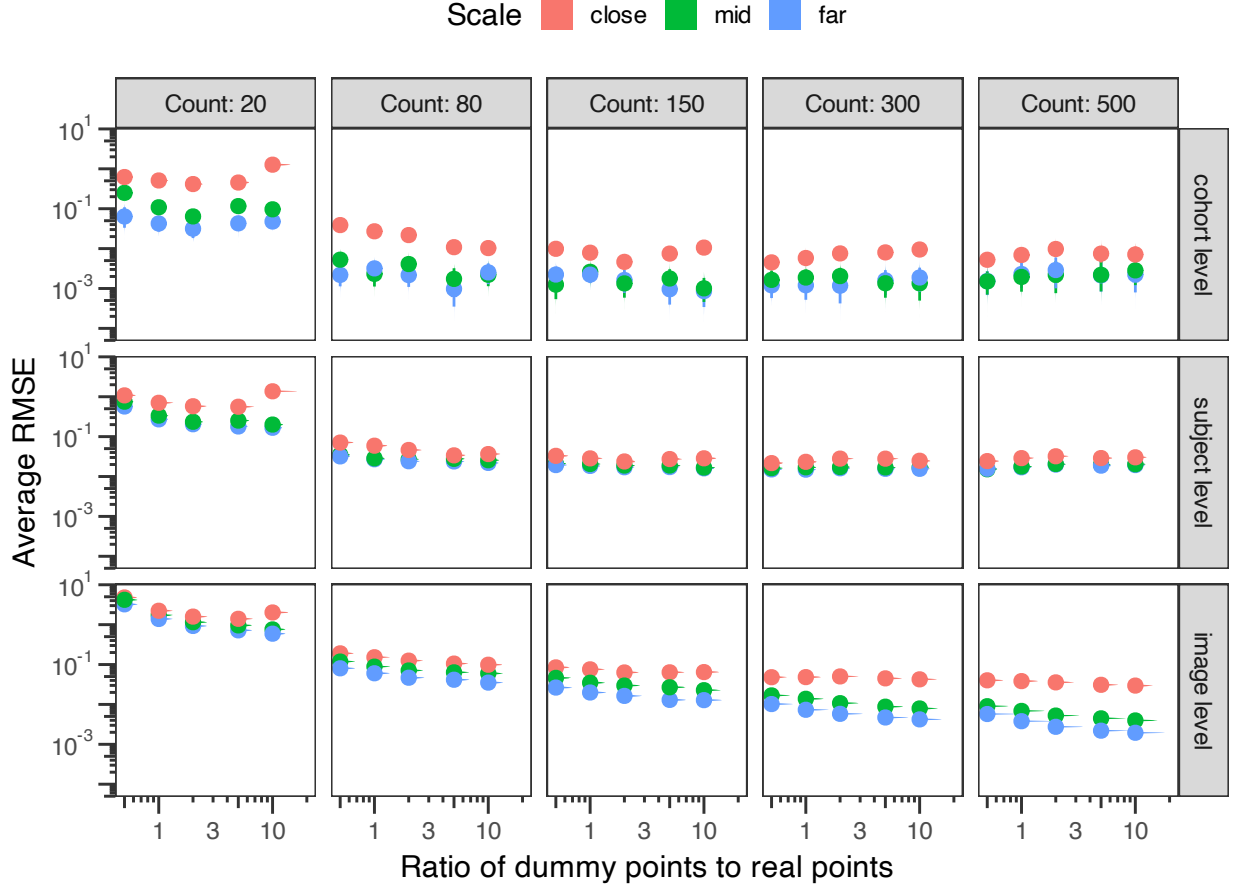 Scale close mid far
Count: 20 Count: 80 Count: 150 Count: 300 Count: 500
10^1
10^-1
10^-3
cohort level
10^1
10^-1
10^-3
subject level
10^1
10^-1
10^-3
image level
Average RMSE
1 3 10 1 3 10 1 3 10 1 3 10 1 3 10
Ratio of dummy points to real points